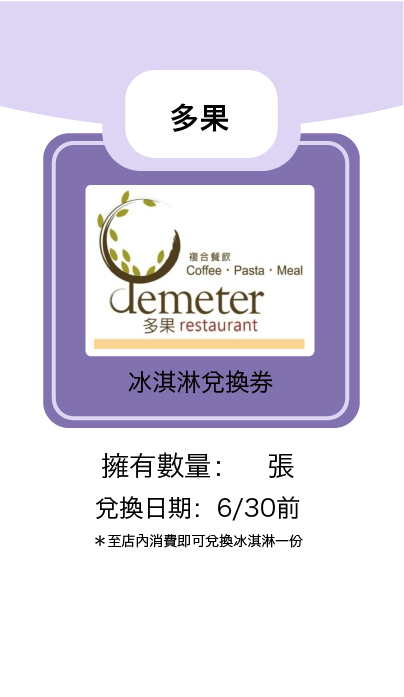 多果
複合餐飲
Coffee · Pasta · Meal
demeter
多果 restaurant
冰淇淋兌換券
擁有數量： 張
兌換日期：6/30前
＊至店內消費即可兌換冰淇淋一份